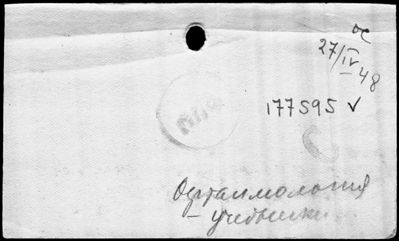 ос
27/IV-48
177595 ✓
Офтальмология
– учебники